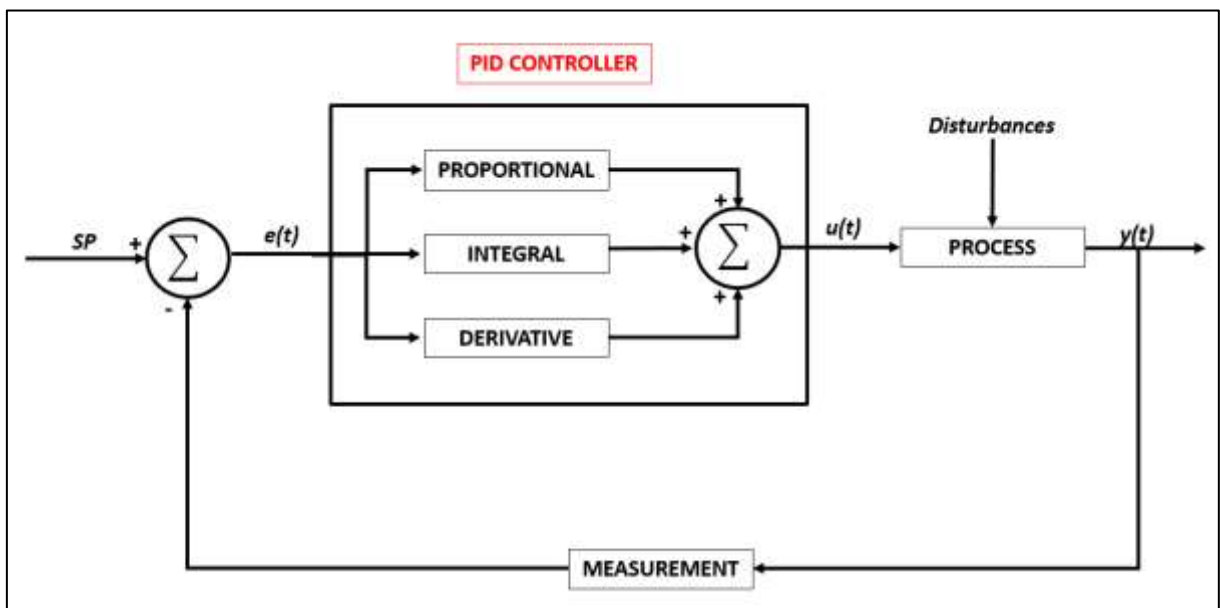 PID CONTROLLER
Disturbances
PROPORTIONAL
+
SP
+
e(t)
+
INTEGRAL
∑
∑
u(t)
PROCESS
y(t)
-
+
DERIVATIVE
MEASUREMENT